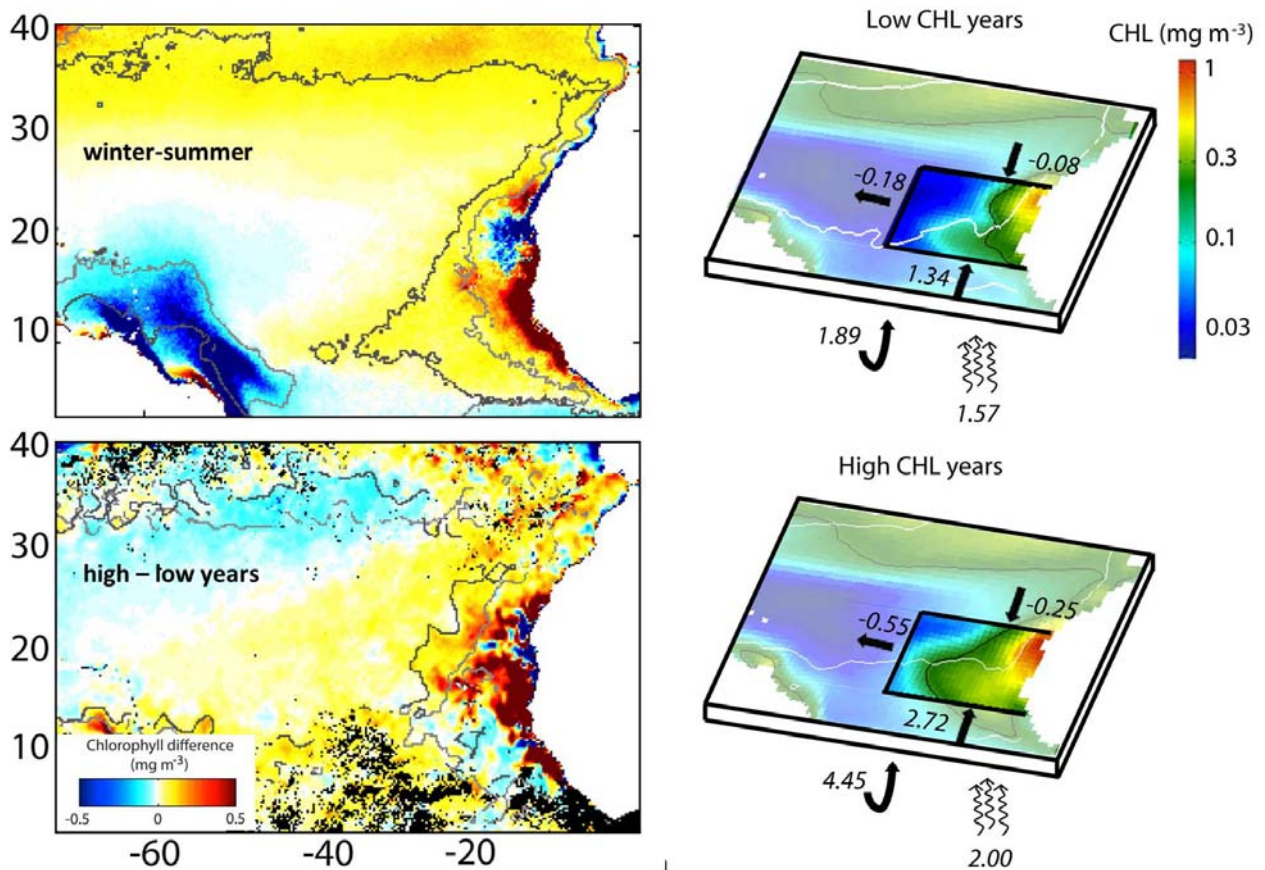 40
30
20
10
winter-summer
40
30
20
10
high – low years
Chlorophyll difference
(mg m⁻³)
-0.5 0 0.5
-60 -40 -20
Low CHL years
CHL (mg m⁻³)
1
0.3
0.1
0.03
-0.08
-0.18
1.34
1.89
1.57
High CHL years
-0.25
-0.55
2.72
4.45
2.00